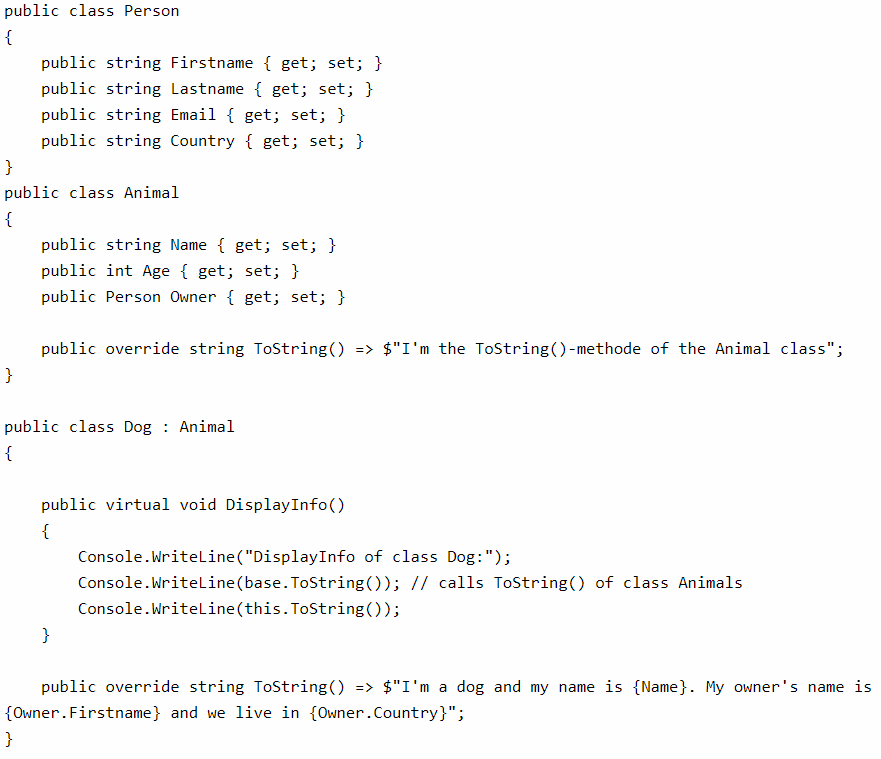 public class Person
{
    public string Firstname { get; set; }
    public string Lastname { get; set; }
    public string Email { get; set; }
    public string Country { get; set; }
}
public class Animal
{
    public string Name { get; set; }
    public int Age { get; set; }
    public Person Owner { get; set; }

    public override string ToString() => $"I'm the ToString()-methode of the Animal class";
}

public class Dog : Animal
{

    public virtual void DisplayInfo()
    {
        Console.WriteLine("DisplayInfo of class Dog:");
        Console.WriteLine(base.ToString()); // calls ToString() of class Animals
        Console.WriteLine(this.ToString());
    }

    public override string ToString() => $"I'm a dog and my name is {Name}. My owner's name is
{Owner.Firstname} and we live in {Owner.Country}";
}